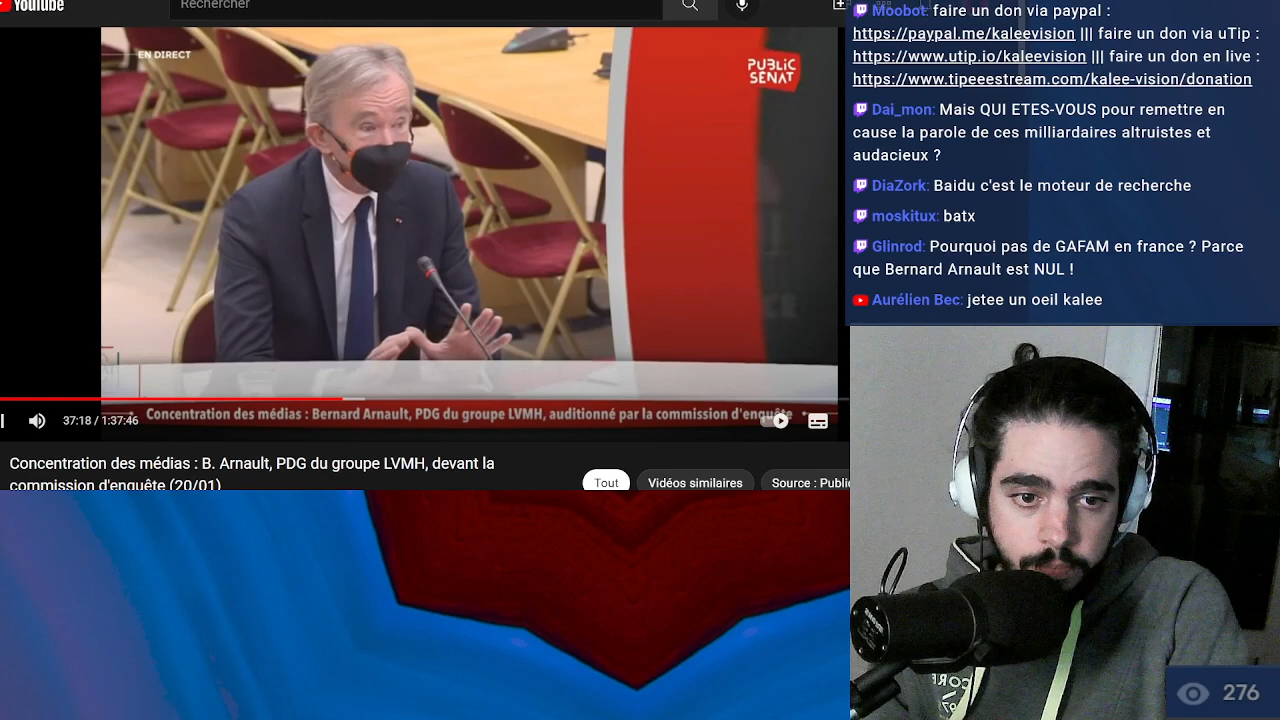 YouTube
Rechercher
EN DIRECT
PUBLIC
SÉNAT
Concentration des médias : Bernard Arnault, PDG du groupe LVMH, auditionné par la commission d'enquête
37:18 / 1:37:46
Concentration des médias : B. Arnault, PDG du groupe LVMH, devant la
commission d'enquête (20/01)
Tout
Vidéos similaires
Source : Public
Moobot: faire un don via paypal :
https://paypal.me/kaleevision ||| faire un don via uTip :
https://www.utip.io/kaleevision ||| faire un don en live :
https://www.tipeeestream.com/kalee-vision/donation
Dai_mon: Mais QUI ETES-VOUS pour remettre en
cause la parole de ces milliardaires altruistes et
audacieux ?
DiaZork: Baidu c'est le moteur de recherche
moskitux: batx
Glinrod: Pourquoi pas de GAFAM en france ? Parce
que Bernard Arnault est NUL !
Aurélien Bec: jetee un oeil kalee
276